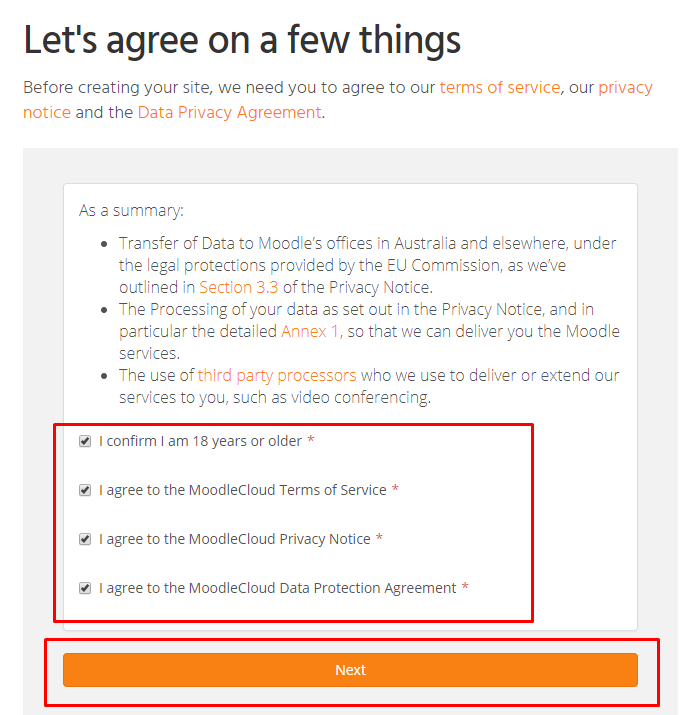 Let's agree on a few things
Before creating your site, we need you to agree to our terms of service, our privacy
notice and the Data Privacy Agreement.
As a summary:
• Transfer of Data to Moodle's offices in Australia and elsewhere, under
the legal protections provided by the EU Commission, as we've
outlined in Section 3.3 of the Privacy Notice.
• The Processing of your data as set out in the Privacy Notice, and in
particular the detailed Annex 1, so that we can deliver you the Moodle
services.
• The use of third party processors who we use to deliver or extend our
services to you, such as video conferencing.
I confirm I am 18 years or older *
I agree to the MoodleCloud Terms of Service *
I agree to the MoodleCloud Privacy Notice *
I agree to the MoodleCloud Data Protection Agreement *
Next